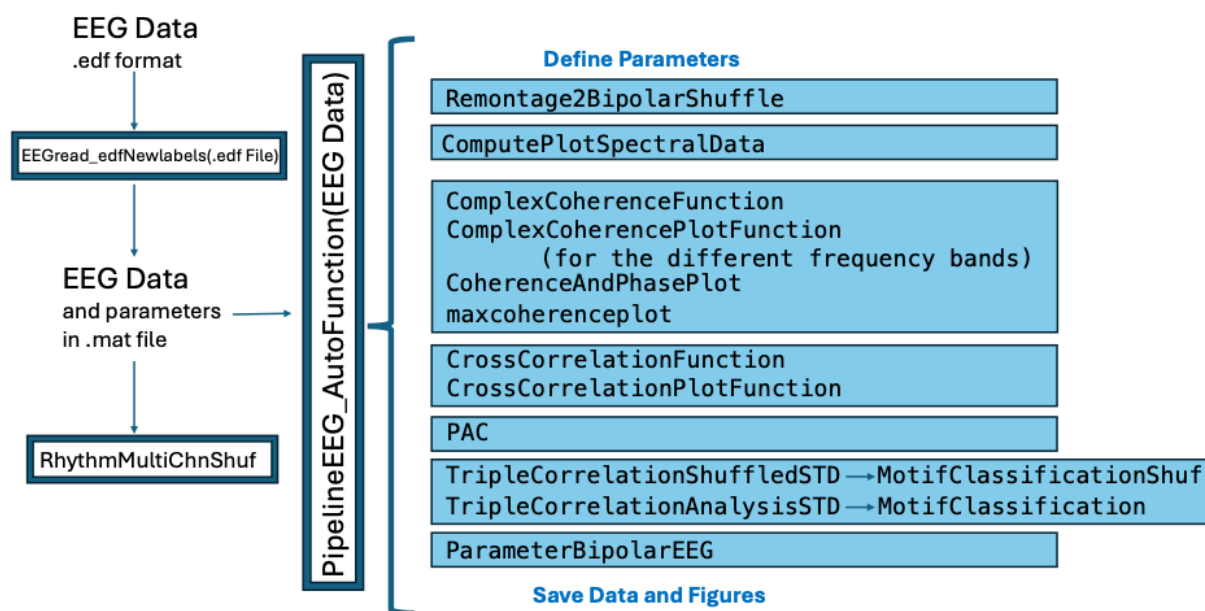 EEG Data
.edf format
EEGread_edfNewlabels(.edf File)
EEG Data
and parameters
in .mat file
RhythmMultiChnShuf
PipelineEEG_AutoFunction(EEG Data)
Define Parameters
Remontage2BipolarShuffle
ComputePlotSpectralData
ComplexCoherenceFunction
ComplexCoherencePlotFunction
(for the different frequency bands)
CoherenceAndPhasePlot
maxcoherenceplot
CrossCorrelationFunction
CrossCorrelationPlotFunction
PAC
TripleCorrelationShuffledSTD → MotifClassificationShuf
TripleCorrelationAnalysisSTD → MotifClassification
ParameterBipolarEEG
Save Data and Figures